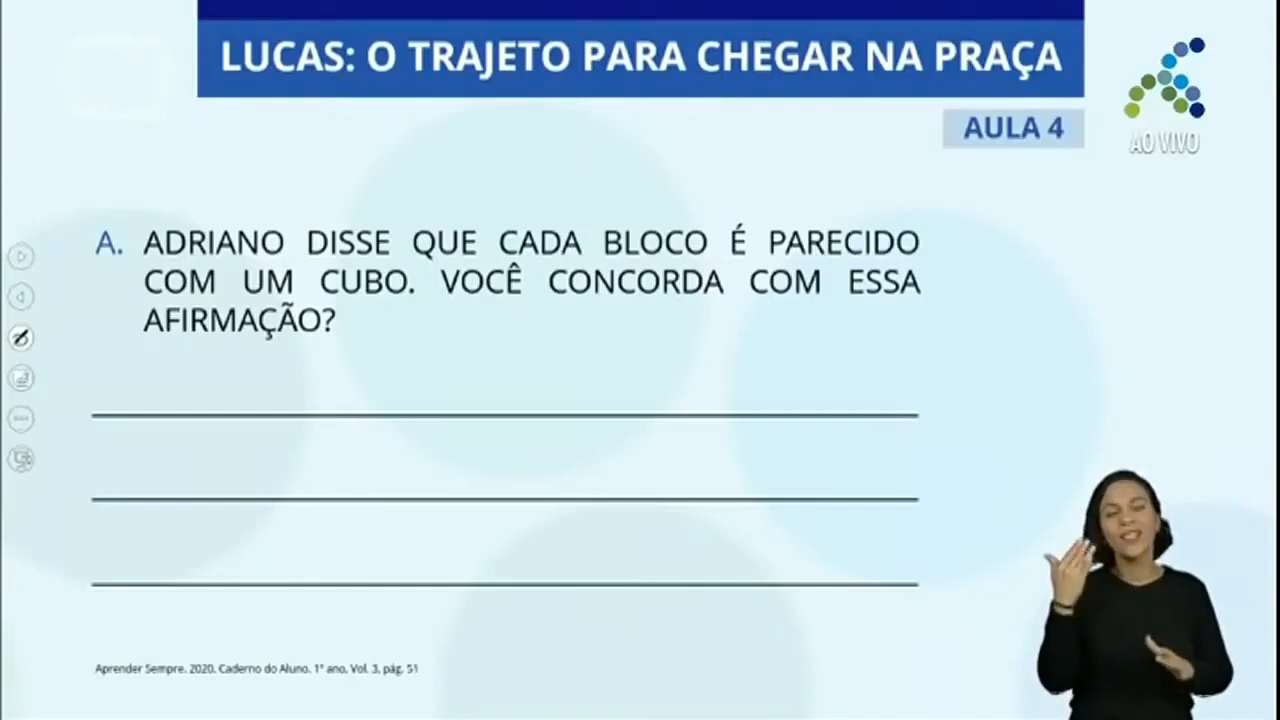 LUCAS: O TRAJETO PARA CHEGAR NA PRAÇA
AULA 4
AO VIVO
A. ADRIANO DISSE QUE CADA BLOCO É PARECIDO
COM UM CUBO. VOCÊ CONCORDA COM ESSA
AFIRMAÇÃO?
Aprender Sempre. 2020. Caderno do Aluno. 1° ano, Vol. 3, pág. 51